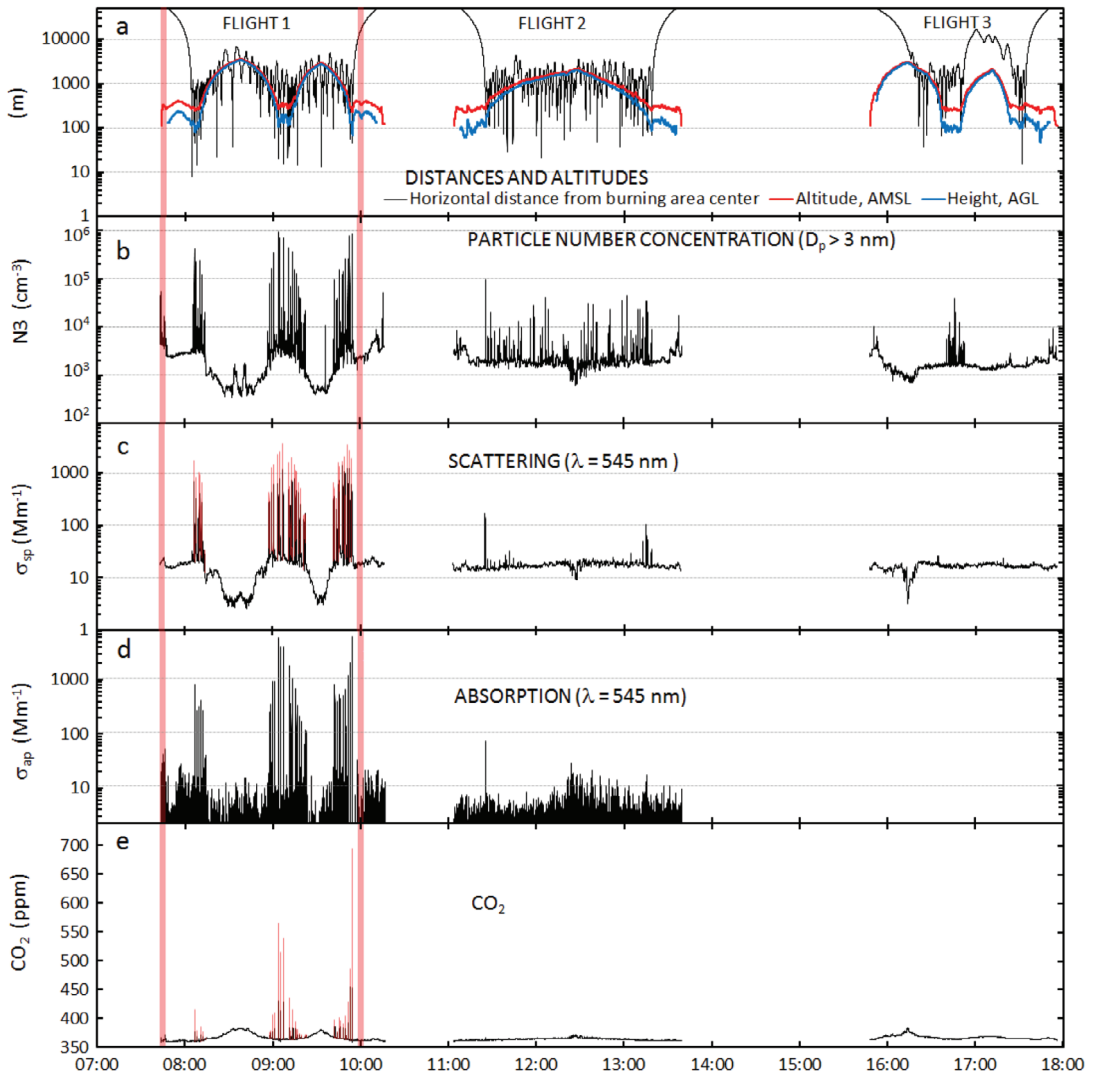 a
FLIGHT 1
FLIGHT 2
FLIGHT 3
10000
1000
100
10
1
(m)
DISTANCES AND ALTITUDES
Horizontal distance from burning area center
Altitude, AMSL
Height, AGL
b
PARTICLE NUMBER CONCENTRATION (Dp > 3 nm)
10⁶
10⁵
10⁴
10³
10²
N3 (cm⁻³)
c
SCATTERING (λ = 545 nm )
1000
100
10
1
σsp (Mm⁻¹)
d
ABSORPTION (λ = 545 nm)
1000
100
10
σap (Mm⁻¹)
e
CO₂
700
650
600
550
500
450
400
350
CO₂ (ppm)
07:00 08:00 09:00 10:00 11:00 12:00 13:00 14:00 15:00 16:00 17:00 18:00